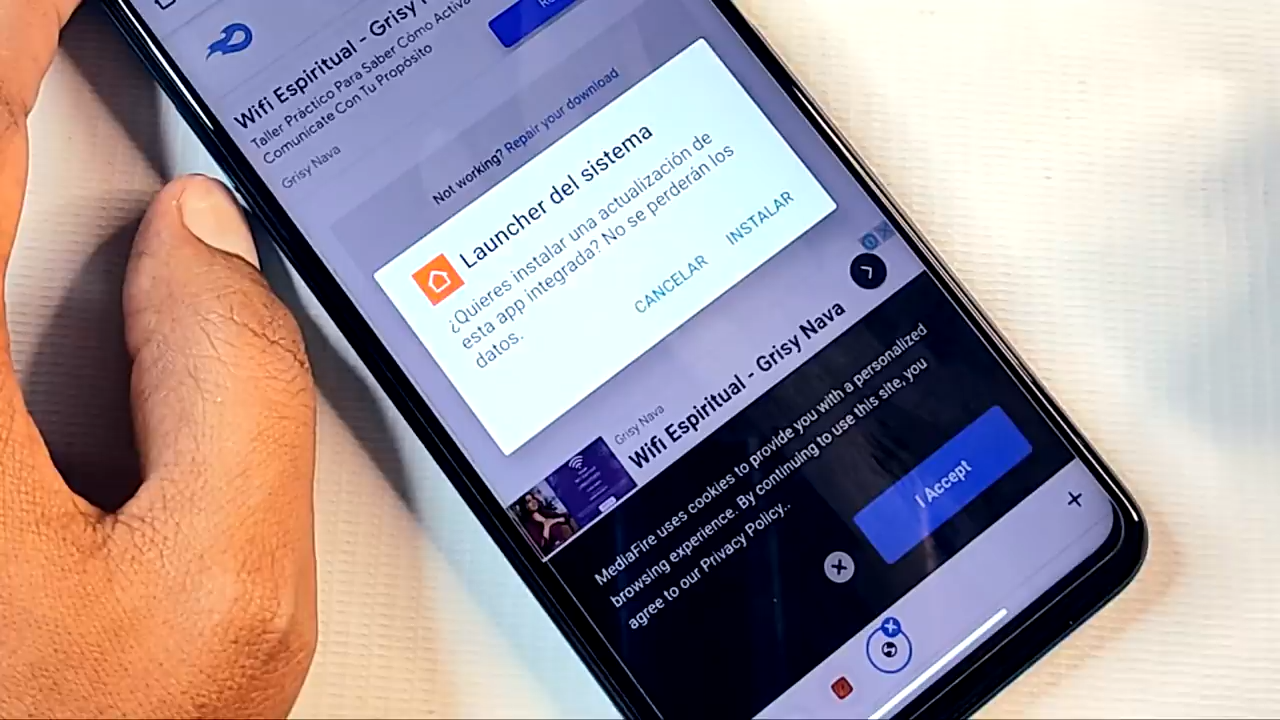 Wifi Espiritual - Grisy
Taller Práctico Para Saber Cómo Activa
Comunicate Con Tu Propósito
Grisy Nava
Not working? Repair your download
Launcher del sistema
¿Quieres instalar una actualización de
esta app integrada? No se perderán los
datos.
CANCELAR
INSTALAR
Grisy Nava
Wifi Espiritual - Grisy Nava
MediaFire uses cookies to provide you with a personalized
browsing experience. By continuing to use this site, you
agree to our Privacy Policy..
I Accept